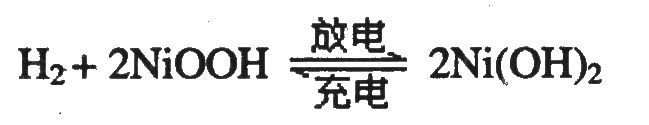 H₂ + 2NiOOH 放电 ⇌ 充电 2Ni(OH)₂